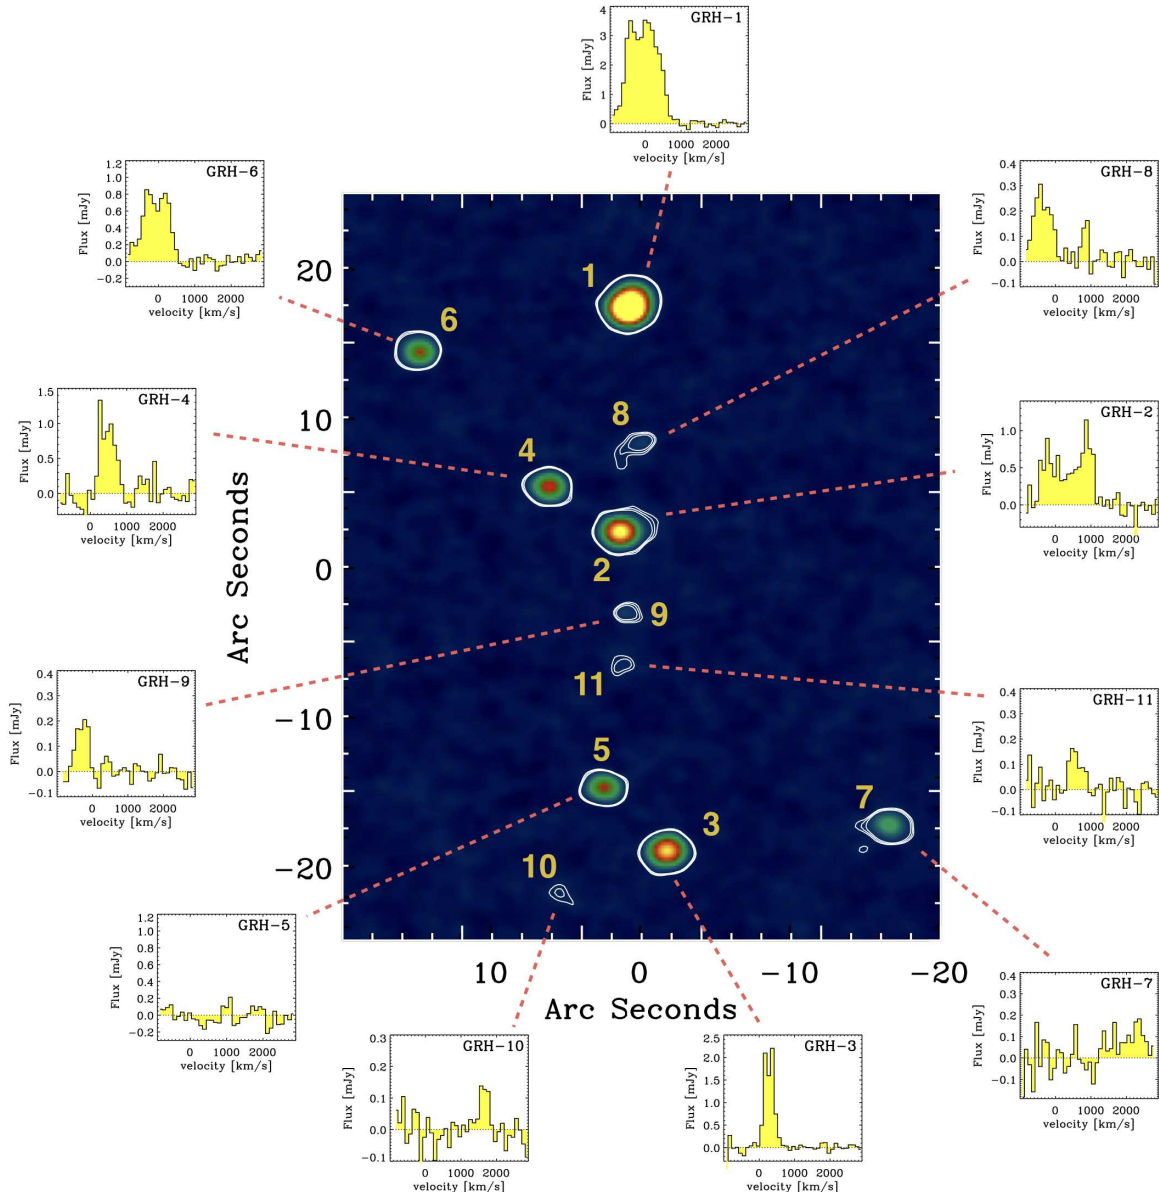 GRH-1
4
3
2
1
0
Flux [mJy]
0 1000 2000
velocity [km/s]
GRH-6
1.2
1.0
0.8
0.6
0.4
0.2
0.0
−0.2
Flux [mJy]
0 1000 2000
velocity [km/s]
GRH-8
0.4
0.3
0.2
0.1
0.0
−0.1
Flux [mJy]
0 1000 2000
velocity [km/s]
GRH-4
1.5
1.0
0.5
0.0
Flux [mJy]
0 1000 2000
velocity [km/s]
GRH-2
1.5
1.0
0.5
0.0
Flux [mJy]
0 1000 2000
velocity [km/s]
GRH-9
0.4
0.3
0.2
0.1
0.0
−0.1
Flux [mJy]
0 1000 2000
velocity [km/s]
GRH-11
0.4
0.3
0.2
0.1
0.0
−0.1
Flux [mJy]
0 1000 2000
velocity [km/s]
20
10
0
−10
−20
Arc Seconds
1
6
8
4
2
9
11
5
7
3
10
10 0 −10 −20
Arc Seconds
GRH-5
1.2
1.0
0.8
0.6
0.4
0.2
0.0
−0.2
Flux [mJy]
0 1000 2000
velocity [km/s]
GRH-10
0.3
0.2
0.1
0.0
−0.1
Flux [mJy]
0 1000 2000
velocity [km/s]
GRH-3
2.5
2.0
1.5
1.0
0.5
0.0
Flux [mJy]
0 1000 2000
velocity [km/s]
GRH-7
0.4
0.3
0.2
0.1
0.0
−0.1
Flux [mJy]
0 1000 2000
velocity [km/s]